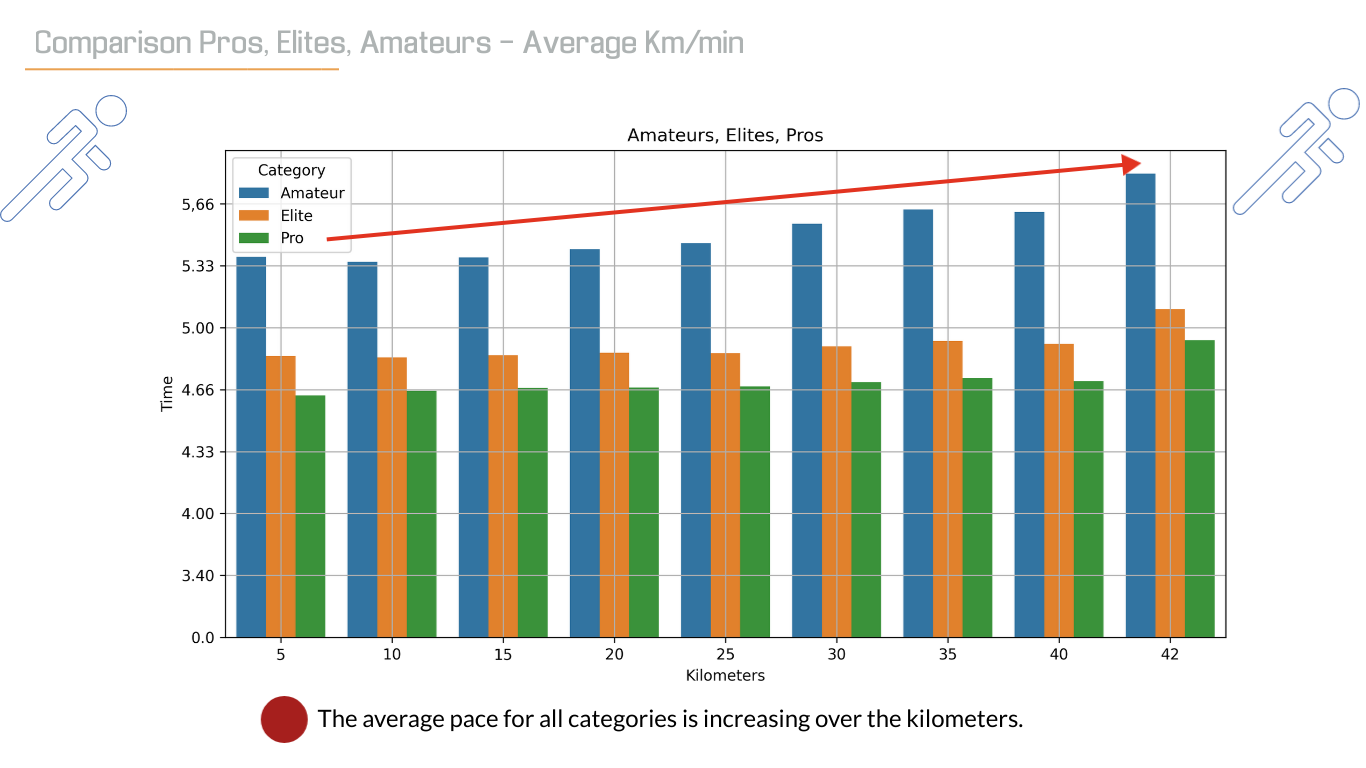 Comparison Pros, Elites, Amateurs – Average Km/min
Amateurs, Elites, Pros
Category
Amateur
Elite
Pro
5,66
5.33
5.00
4.66
4.33
4.00
3.40
0.0
Time
5 10 15 20 25 30 35 40 42
Kilometers
The average pace for all categories is increasing over the kilometers.